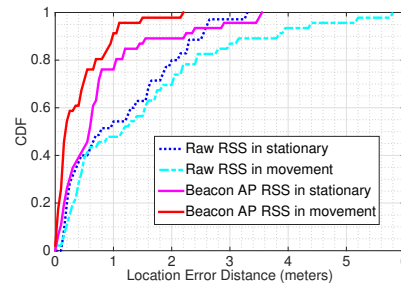 1
0.8
0.6
0.4
0.2
0
CDF
Raw RSS in stationary
Raw RSS in movement
Beacon AP RSS in stationary
Beacon AP RSS in movement
0 1 2 3 4 5
Location Error Distance (meters)